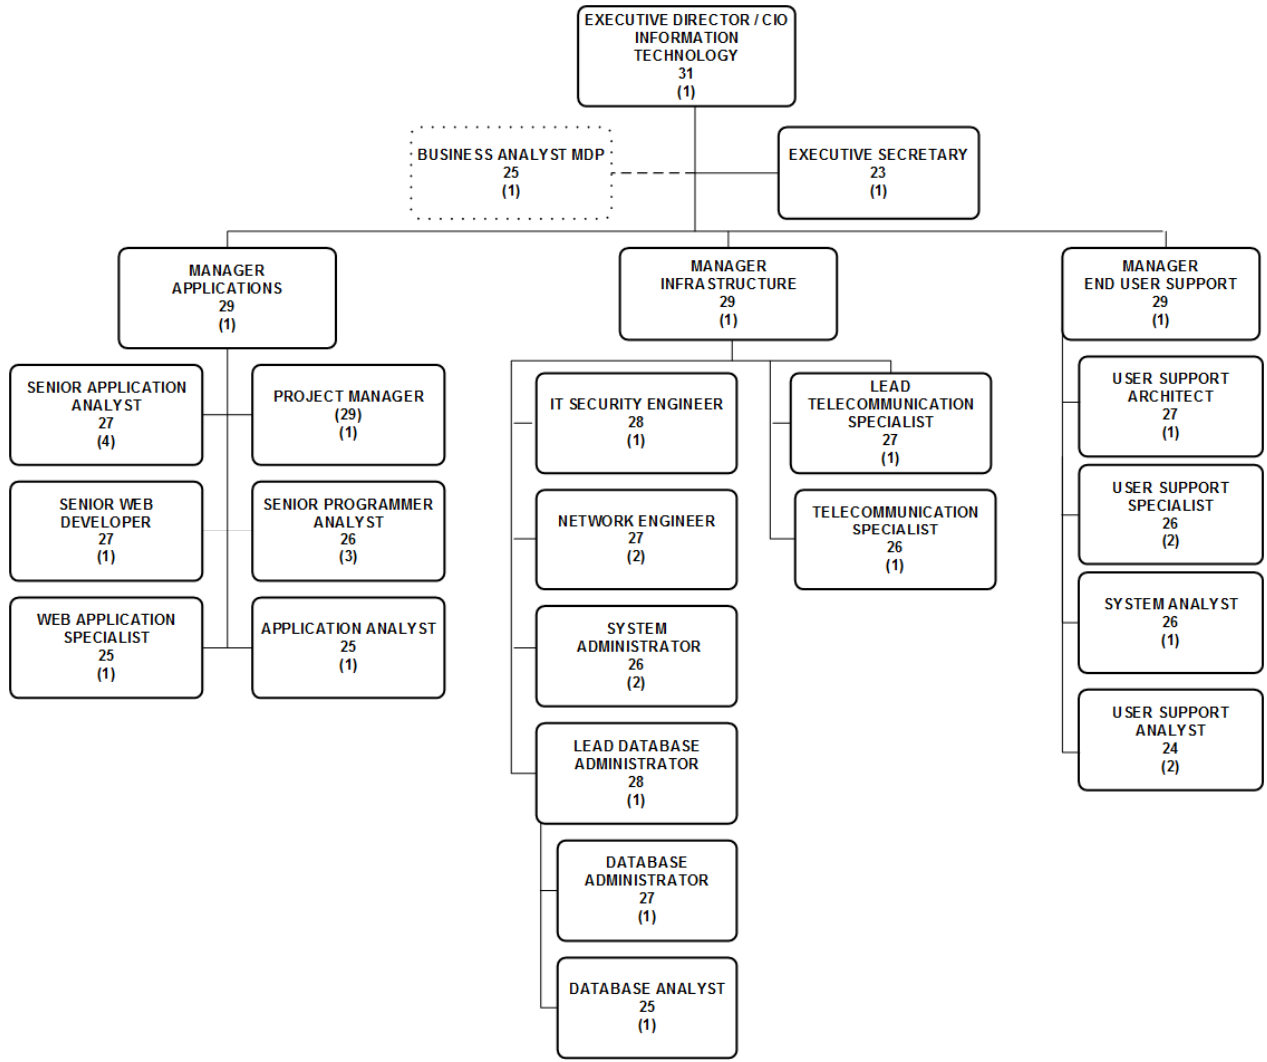 EXECUTIVE DIRECTOR / CIO
INFORMATION
TECHNOLOGY
31
(1)
BUSINESS ANALYST MDP
25
(1)
EXECUTIVE SECRETARY
23
(1)
MANAGER
APPLICATIONS
29
(1)
MANAGER
INFRASTRUCTURE
29
(1)
MANAGER
END USER SUPPORT
29
(1)
SENIOR APPLICATION
ANALYST
27
(4)
PROJECT MANAGER
(29)
(1)
SENIOR WEB
DEVELOPER
27
(1)
SENIOR PROGRAMMER
ANALYST
26
(3)
WEB APPLICATION
SPECIALIST
25
(1)
APPLICATION ANALYST
25
(1)
IT SECURITY ENGINEER
28
(1)
NETWORK ENGINEER
27
(2)
SYSTEM
ADMINISTRATOR
26
(2)
LEAD DATABASE
ADMINISTRATOR
28
(1)
DATABASE
ADMINISTRATOR
27
(1)
DATABASE ANALYST
25
(1)
LEAD
TELECOMMUNICATION
SPECIALIST
27
(1)
TELECOMMUNICATION
SPECIALIST
26
(1)
USER SUPPORT
ARCHITECT
27
(1)
USER SUPPORT
SPECIALIST
26
(2)
SYSTEM ANALYST
26
(1)
USER SUPPORT
ANALYST
24
(2)